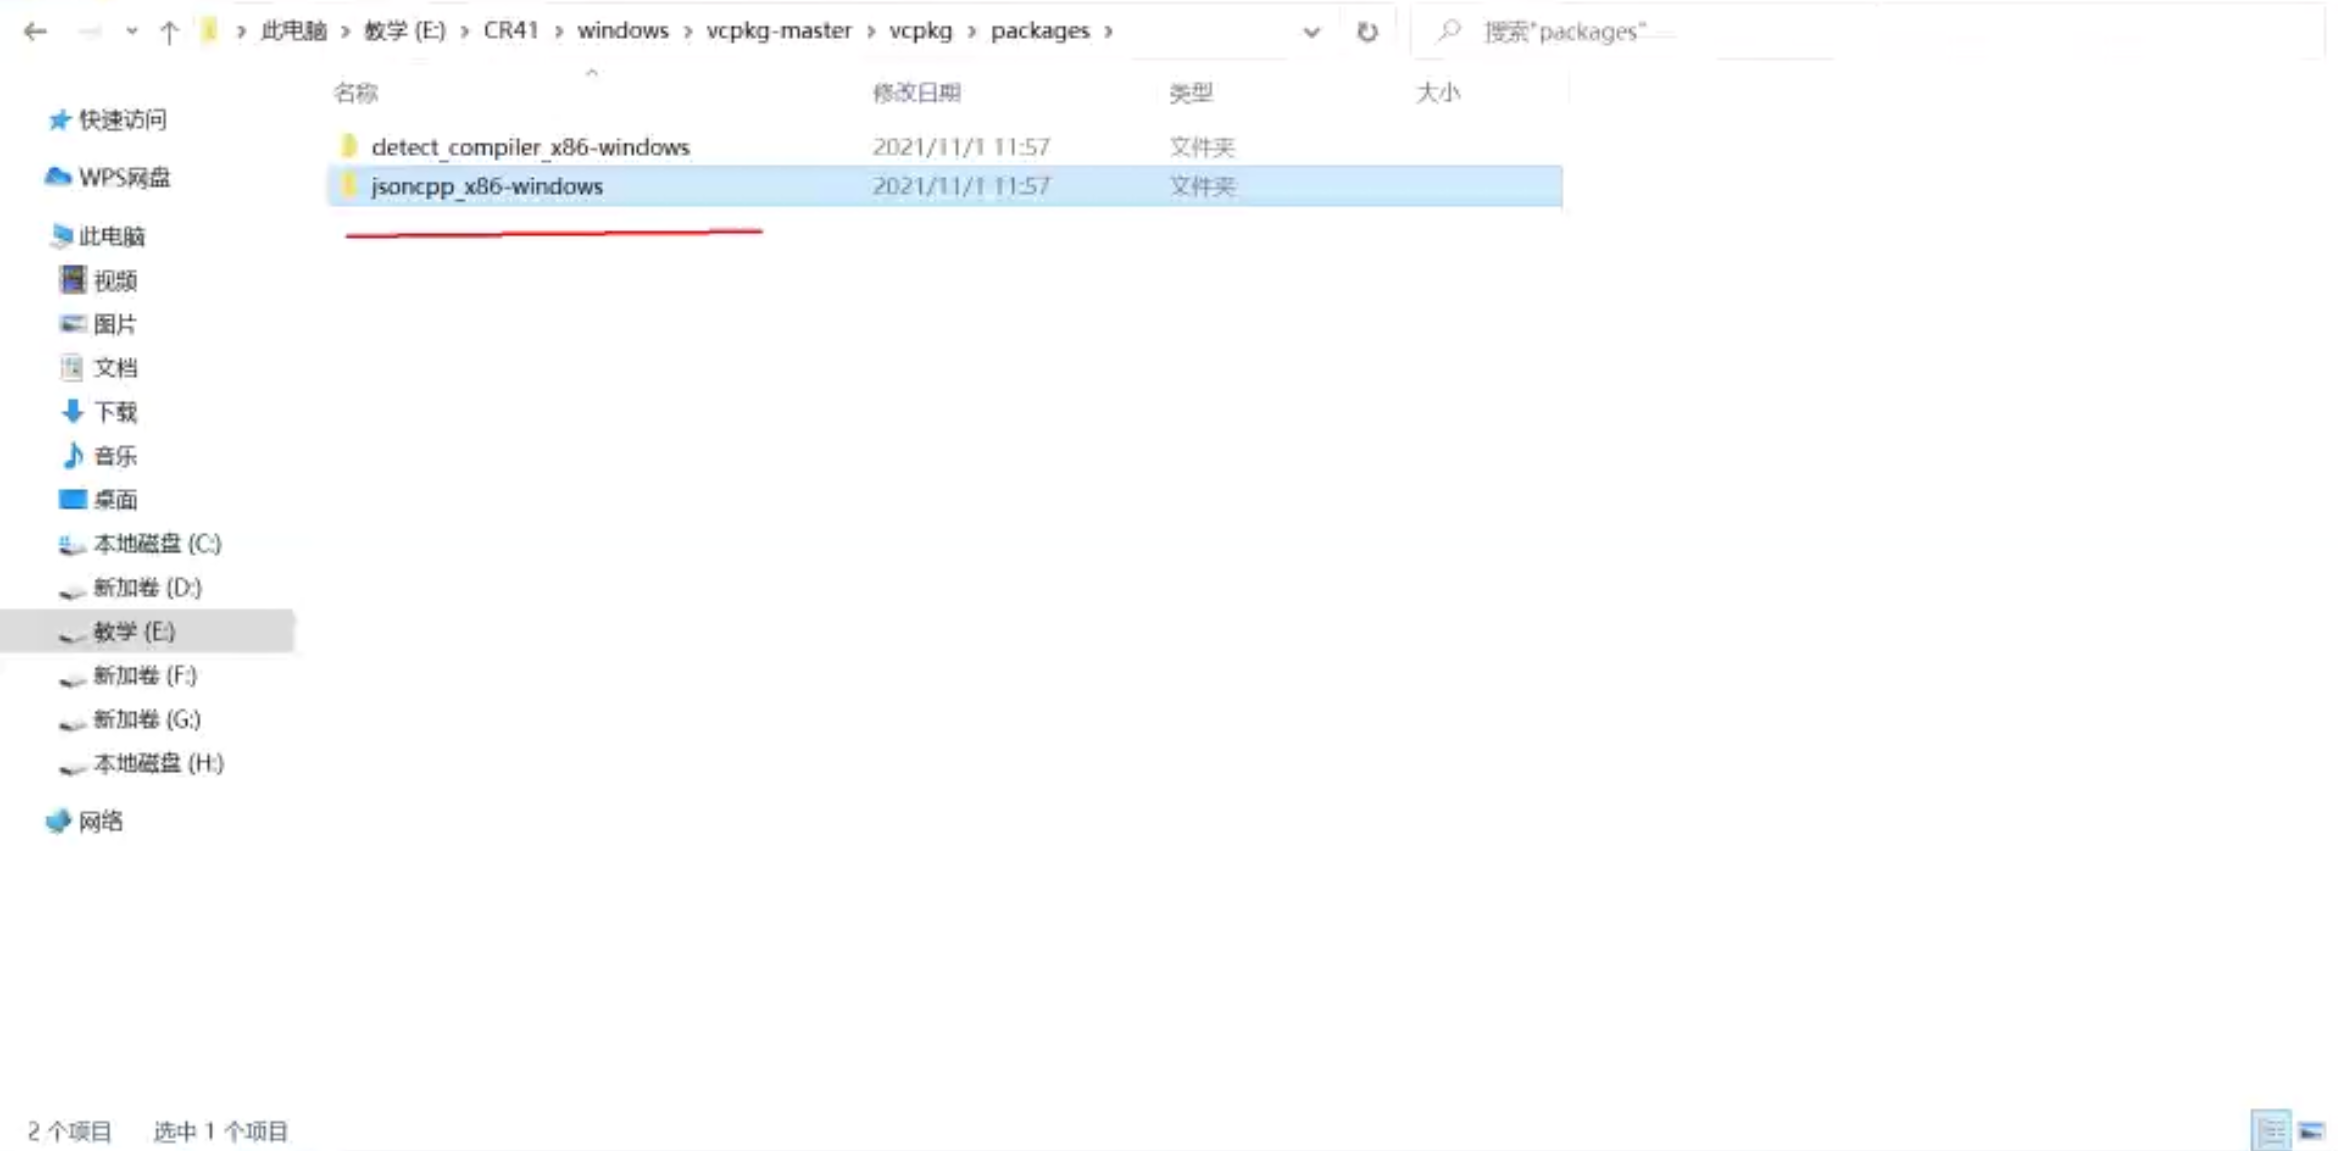 此电脑 › 教学 (E:) › CR41 › windows › vcpkg-master › vcpkg › packages ›
搜索"packages"
名称 修改日期 类型 大小
detect_compiler_x86-windows 2021/11/1 11:57 文件夹
jsoncpp_x86-windows 2021/11/1 11:57 文件夹
快速访问
WPS网盘
此电脑
视频
图片
文档
下载
音乐
桌面
本地磁盘 (C:)
新加卷 (D:)
教学 (E:)
新加卷 (F:)
新加卷 (G:)
本地磁盘 (H:)
网络
2 个项目 选中 1 个项目